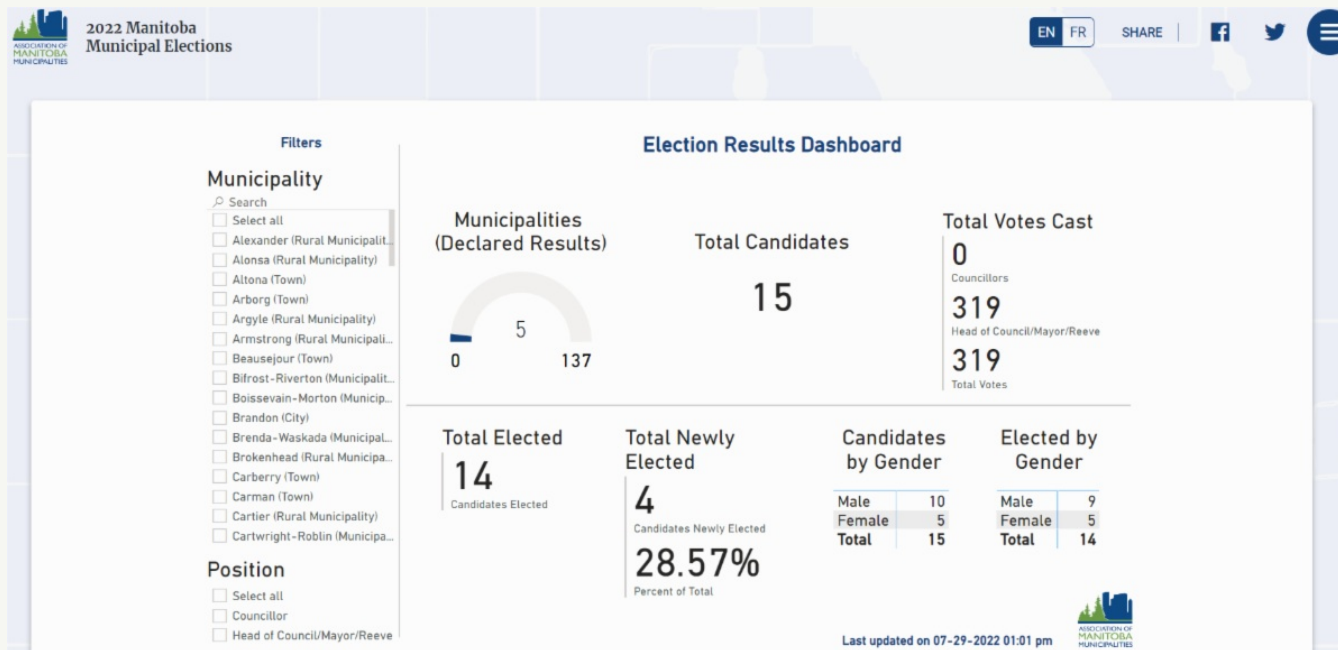 ASSOCIATION OF
MANITOBA
MUNICIPALITIES
2022 Manitoba
Municipal Elections
EN FR
SHARE
Filters
Municipality
Search
Select all
Alexander (Rural Municipalit...
Alonsa (Rural Municipality)
Altona (Town)
Arborg (Town)
Argyle (Rural Municipality)
Armstrong (Rural Municipali...
Beausejour (Town)
Bifrost-Riverton (Municipalit...
Boissevain-Morton (Municip...
Brandon (City)
Brenda-Waskada (Municipal...
Brokenhead (Rural Municipa...
Carberry (Town)
Carman (Town)
Cartier (Rural Municipality)
Cartwright-Roblin (Municipa...
Position
Select all
Councillor
Head of Council/Mayor/Reeve
Election Results Dashboard
Municipalities
(Declared Results)
5
0 137
Total Candidates
15
Total Votes Cast
0
Councillors
319
Head of Council/Mayor/Reeve
319
Total Votes
Total Elected
14
Candidates Elected
Total Newly
Elected
4
Candidates Newly Elected
28.57%
Percent of Total
Candidates
by Gender
Male 10
Female 5
Total 15
Elected by
Gender
Male 9
Female 5
Total 14
Last updated on 07-29-2022 01:01 pm
ASSOCIATION OF
MANITOBA
MUNICIPALITIES